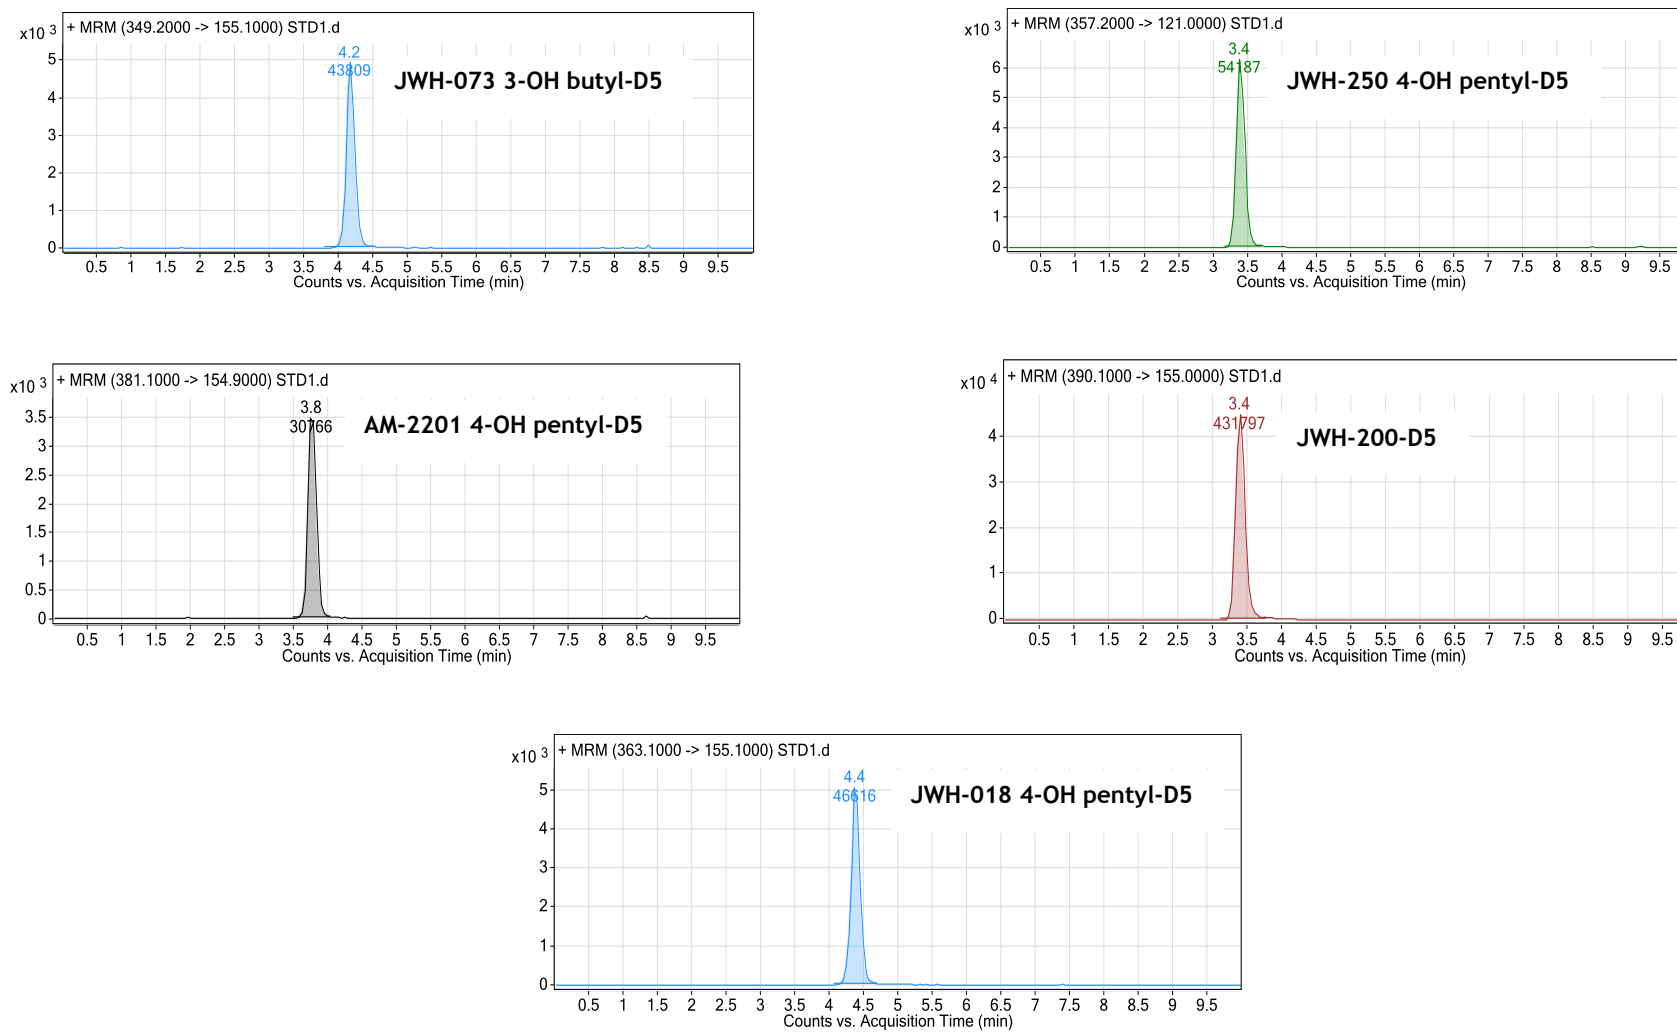 + MRM (349.2000 -> 155.1000) STD1.d
x10 3
4.2
43809
JWH-073 3-OH butyl-D5
5
4
3
2
1
0
0.5 1 1.5 2 2.5 3 3.5 4 4.5 5 5.5 6 6.5 7 7.5 8 8.5 9 9.5
Counts vs. Acquisition Time (min)
+ MRM (357.2000 -> 121.0000) STD1.d
x10 3
3.4
54187
JWH-250 4-OH pentyl-D5
6
5
4
3
2
1
0
0.5 1 1.5 2 2.5 3 3.5 4 4.5 5 5.5 6 6.5 7 7.5 8 8.5 9 9.5
Counts vs. Acquisition Time (min)
+ MRM (381.1000 -> 154.9000) STD1.d
x10 3
3.8
30766
AM-2201 4-OH pentyl-D5
3.5
3
2.5
2
1.5
1
0.5
0
0.5 1 1.5 2 2.5 3 3.5 4 4.5 5 5.5 6 6.5 7 7.5 8 8.5 9 9.5
Counts vs. Acquisition Time (min)
+ MRM (390.1000 -> 155.0000) STD1.d
x10 4
3.4
431797
JWH-200-D5
4
3
2
1
0
0.5 1 1.5 2 2.5 3 3.5 4 4.5 5 5.5 6 6.5 7 7.5 8 8.5 9 9.5
Counts vs. Acquisition Time (min)
+ MRM (363.1000 -> 155.1000) STD1.d
x10 3
4.4
46616
JWH-018 4-OH pentyl-D5
5
4
3
2
1
0
0.5 1 1.5 2 2.5 3 3.5 4 4.5 5 5.5 6 6.5 7 7.5 8 8.5 9 9.5
Counts vs. Acquisition Time (min)